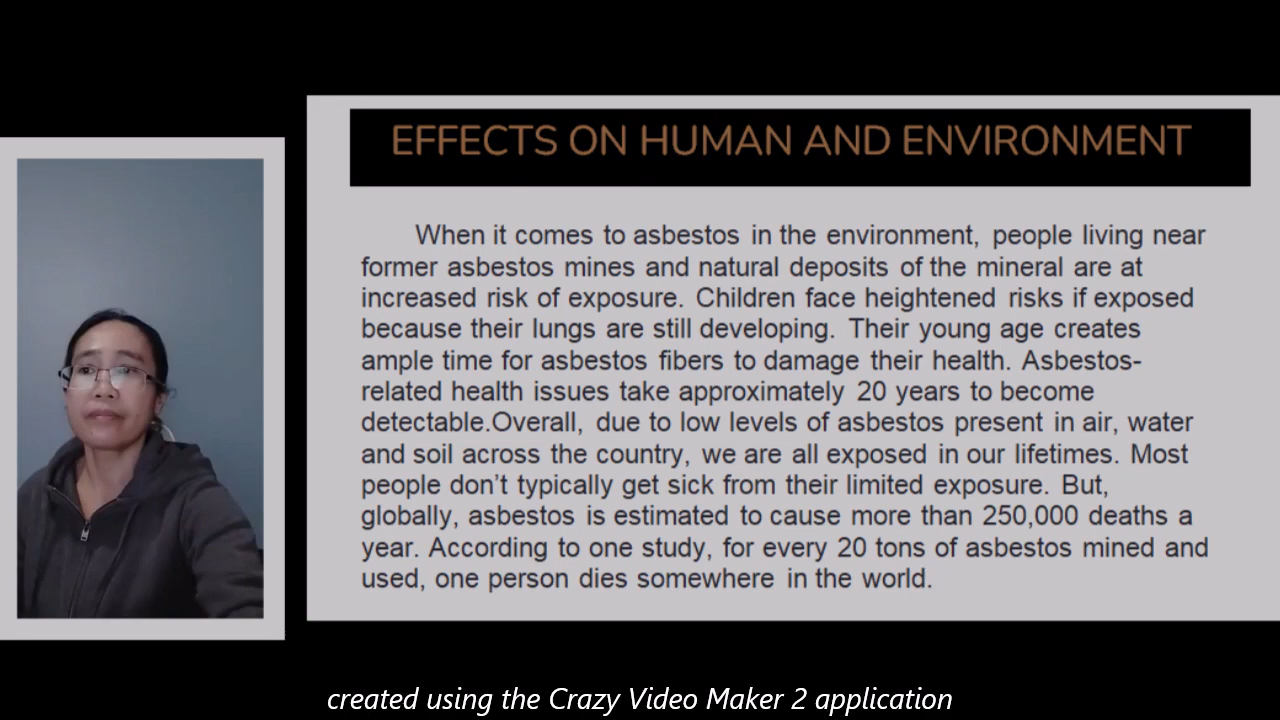 EFFECTS ON HUMAN AND ENVIRONMENT
When it comes to asbestos in the environment, people living near
former asbestos mines and natural deposits of the mineral are at
increased risk of exposure. Children face heightened risks if exposed
because their lungs are still developing. Their young age creates
ample time for asbestos fibers to damage their health. Asbestos-
related health issues take approximately 20 years to become
detectable.Overall, due to low levels of asbestos present in air, water
and soil across the country, we are all exposed in our lifetimes. Most
people don’t typically get sick from their limited exposure. But,
globally, asbestos is estimated to cause more than 250,000 deaths a
year. According to one study, for every 20 tons of asbestos mined and
used, one person dies somewhere in the world.
created using the Crazy Video Maker 2 application